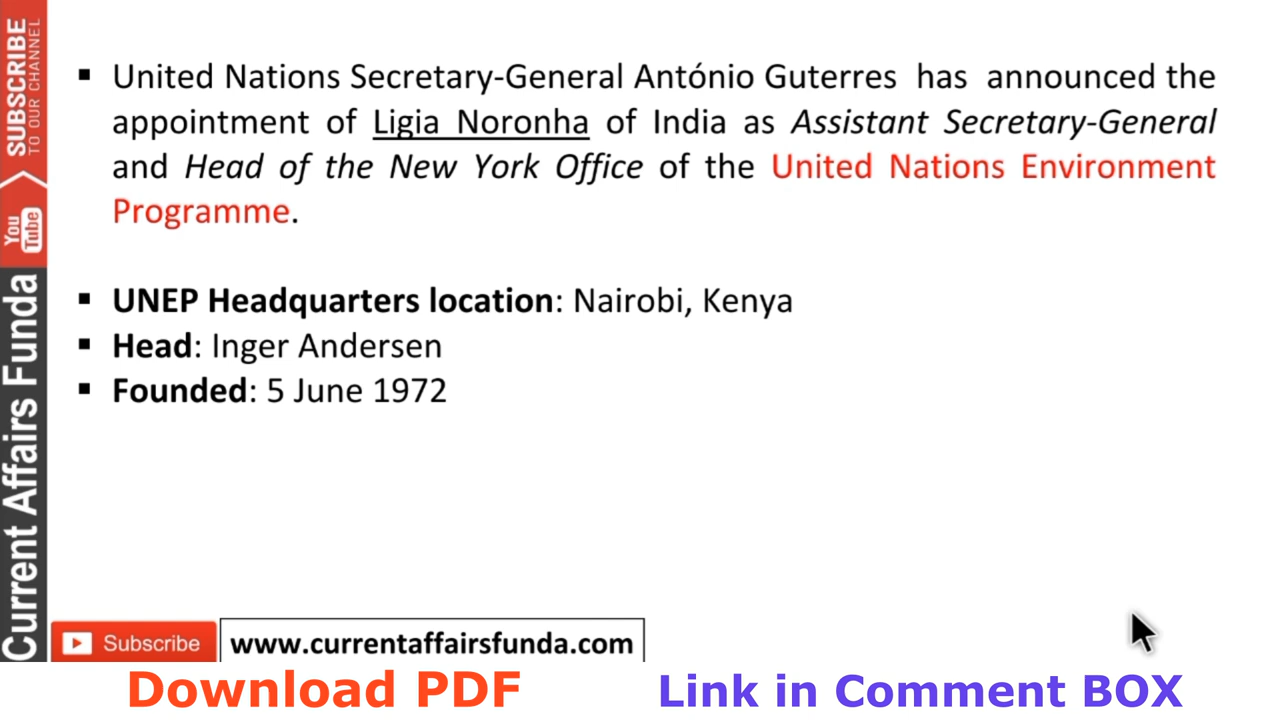 SUBSCRIBE
TO OUR CHANNEL
You
Tube
Current Affairs Funda
▪ United Nations Secretary-General António Guterres has announced the
appointment of Ligia Noronha of India as Assistant Secretary-General
and Head of the New York Office of the United Nations Environment
Programme.
▪ UNEP Headquarters location: Nairobi, Kenya
▪ Head: Inger Andersen
▪ Founded: 5 June 1972
Subscribe
www.currentaffairsfunda.com
Download PDF
Link in Comment BOX